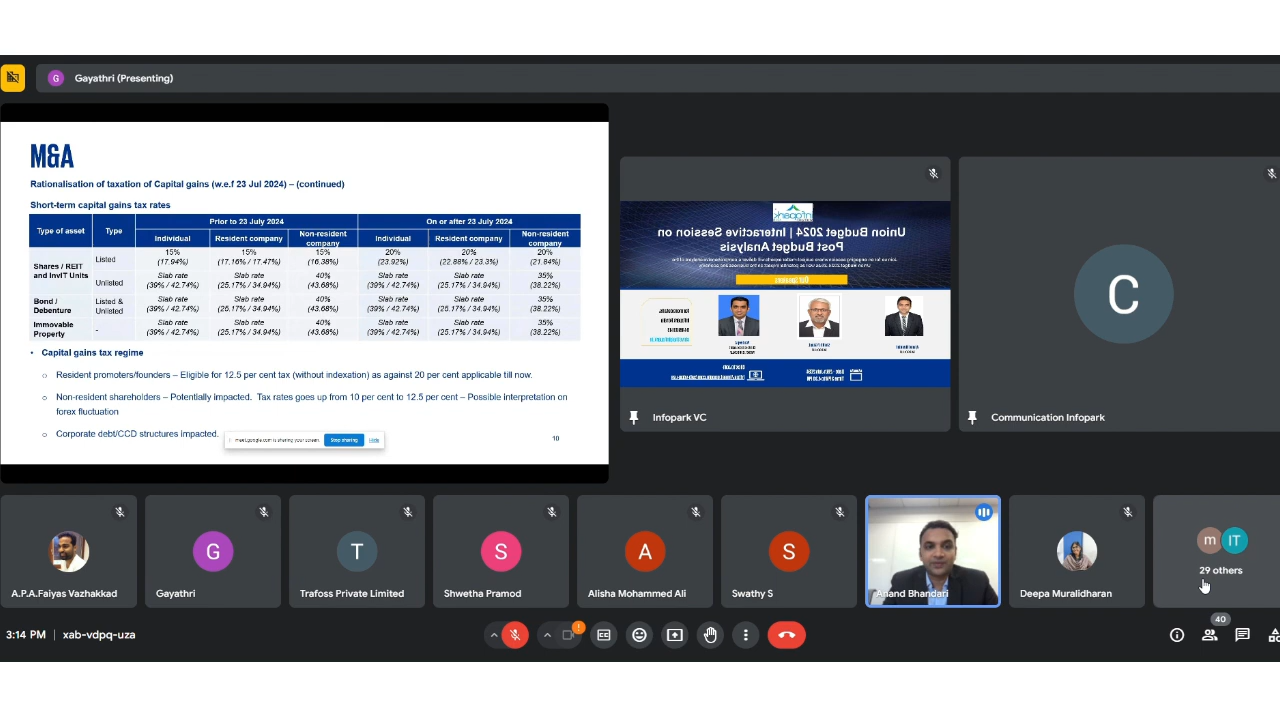 G Gayathri (Presenting)
M&A
Rationalisation of taxation of Capital gains (w.e.f 23 Jul 2024) – (continued)
Short-term capital gains tax rates
Type of asset Type Prior to 23 July 2024 On or after 23 July 2024
Individual Resident company Non-resident company Individual Resident company Non-resident company
Shares / REIT and InvIT Units Listed 15% (17.94%) 15% (17.16% / 17.47%) 15% (16.38%) 20% (23.92%) 20% (22.88% / 23.3%) 20% (21.84%)
Unlisted Slab rate (39% / 42.74%) Slab rate (25.17% / 34.94%) 40% (43.68%) Slab rate (39% / 42.74%) Slab rate (25.17% / 34.94%) 35% (38.22%)
Bond / Debenture Listed & Unlisted Slab rate (39% / 42.74%) Slab rate (25.17% / 34.94%) 40% (43.68%) Slab rate (39% / 42.74%) Slab rate (25.17% / 34.94%) 35% (38.22%)
Immovable Property - Slab rate (39% / 42.74%) Slab rate (25.17% / 34.94%) 40% (43.68%) Slab rate (39% / 42.74%) Slab rate (25.17% / 34.94%) 35% (38.22%)
• Capital gains tax regime
o Resident promoters/founders – Eligible for 12.5 per cent tax (without indexation) as against 20 per cent applicable till now.
o Non-resident shareholders – Potentially impacted. Tax rates goes up from 10 per cent to 12.5 per cent – Possible interpretation on
forex fluctuation
o Corporate debt/CCD structures impacted.
meet.google.com is sharing your screen. Stop sharing Hide
10
infopark
Union Budget 2024 | Interactive Session on
Post Budget Analysis
Infopark VC
C
Communication Infopark
A.P.A.Faiyas Vazhakkad
G
Gayathri
T
Trafoss Private Limited
S
Shwetha Pramod
A
Alisha Mohammed Ali
S
Swathy S
Anand Bhandari
Deepa Muralidharan
m IT
29 others
3:14 PM | xab-vdpq-uza
40